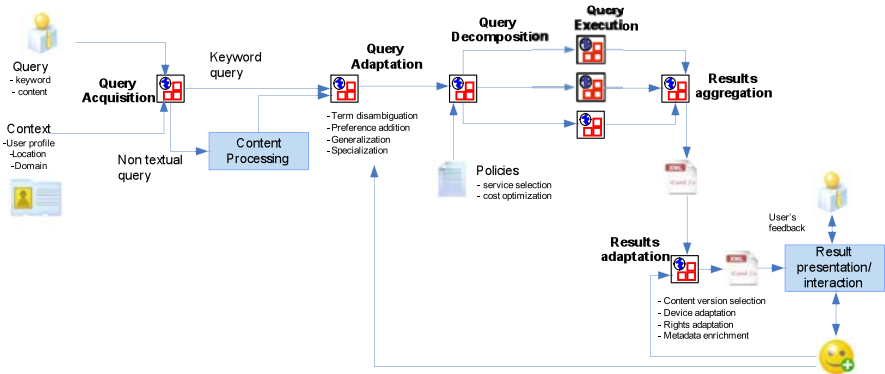 Query
- keyword
- content
Query
Acquisition
Context
-User profile
-Location
- Domain
Keyword
query
Non textual
query
Content
Processing
Query
Adaptation
-Term disambiguation
- Preference addition
- Generalization
- Specialization
Query
Decomposition
Policies
- service selection
- cost optimization
Query
Execution
Results
aggregation
XML
Results
adaptation
XML
- Content version selection
- Device adaptation
- Rights adaptation
- Metadata enrichment
User's
feedback
Result
presentation/
interaction